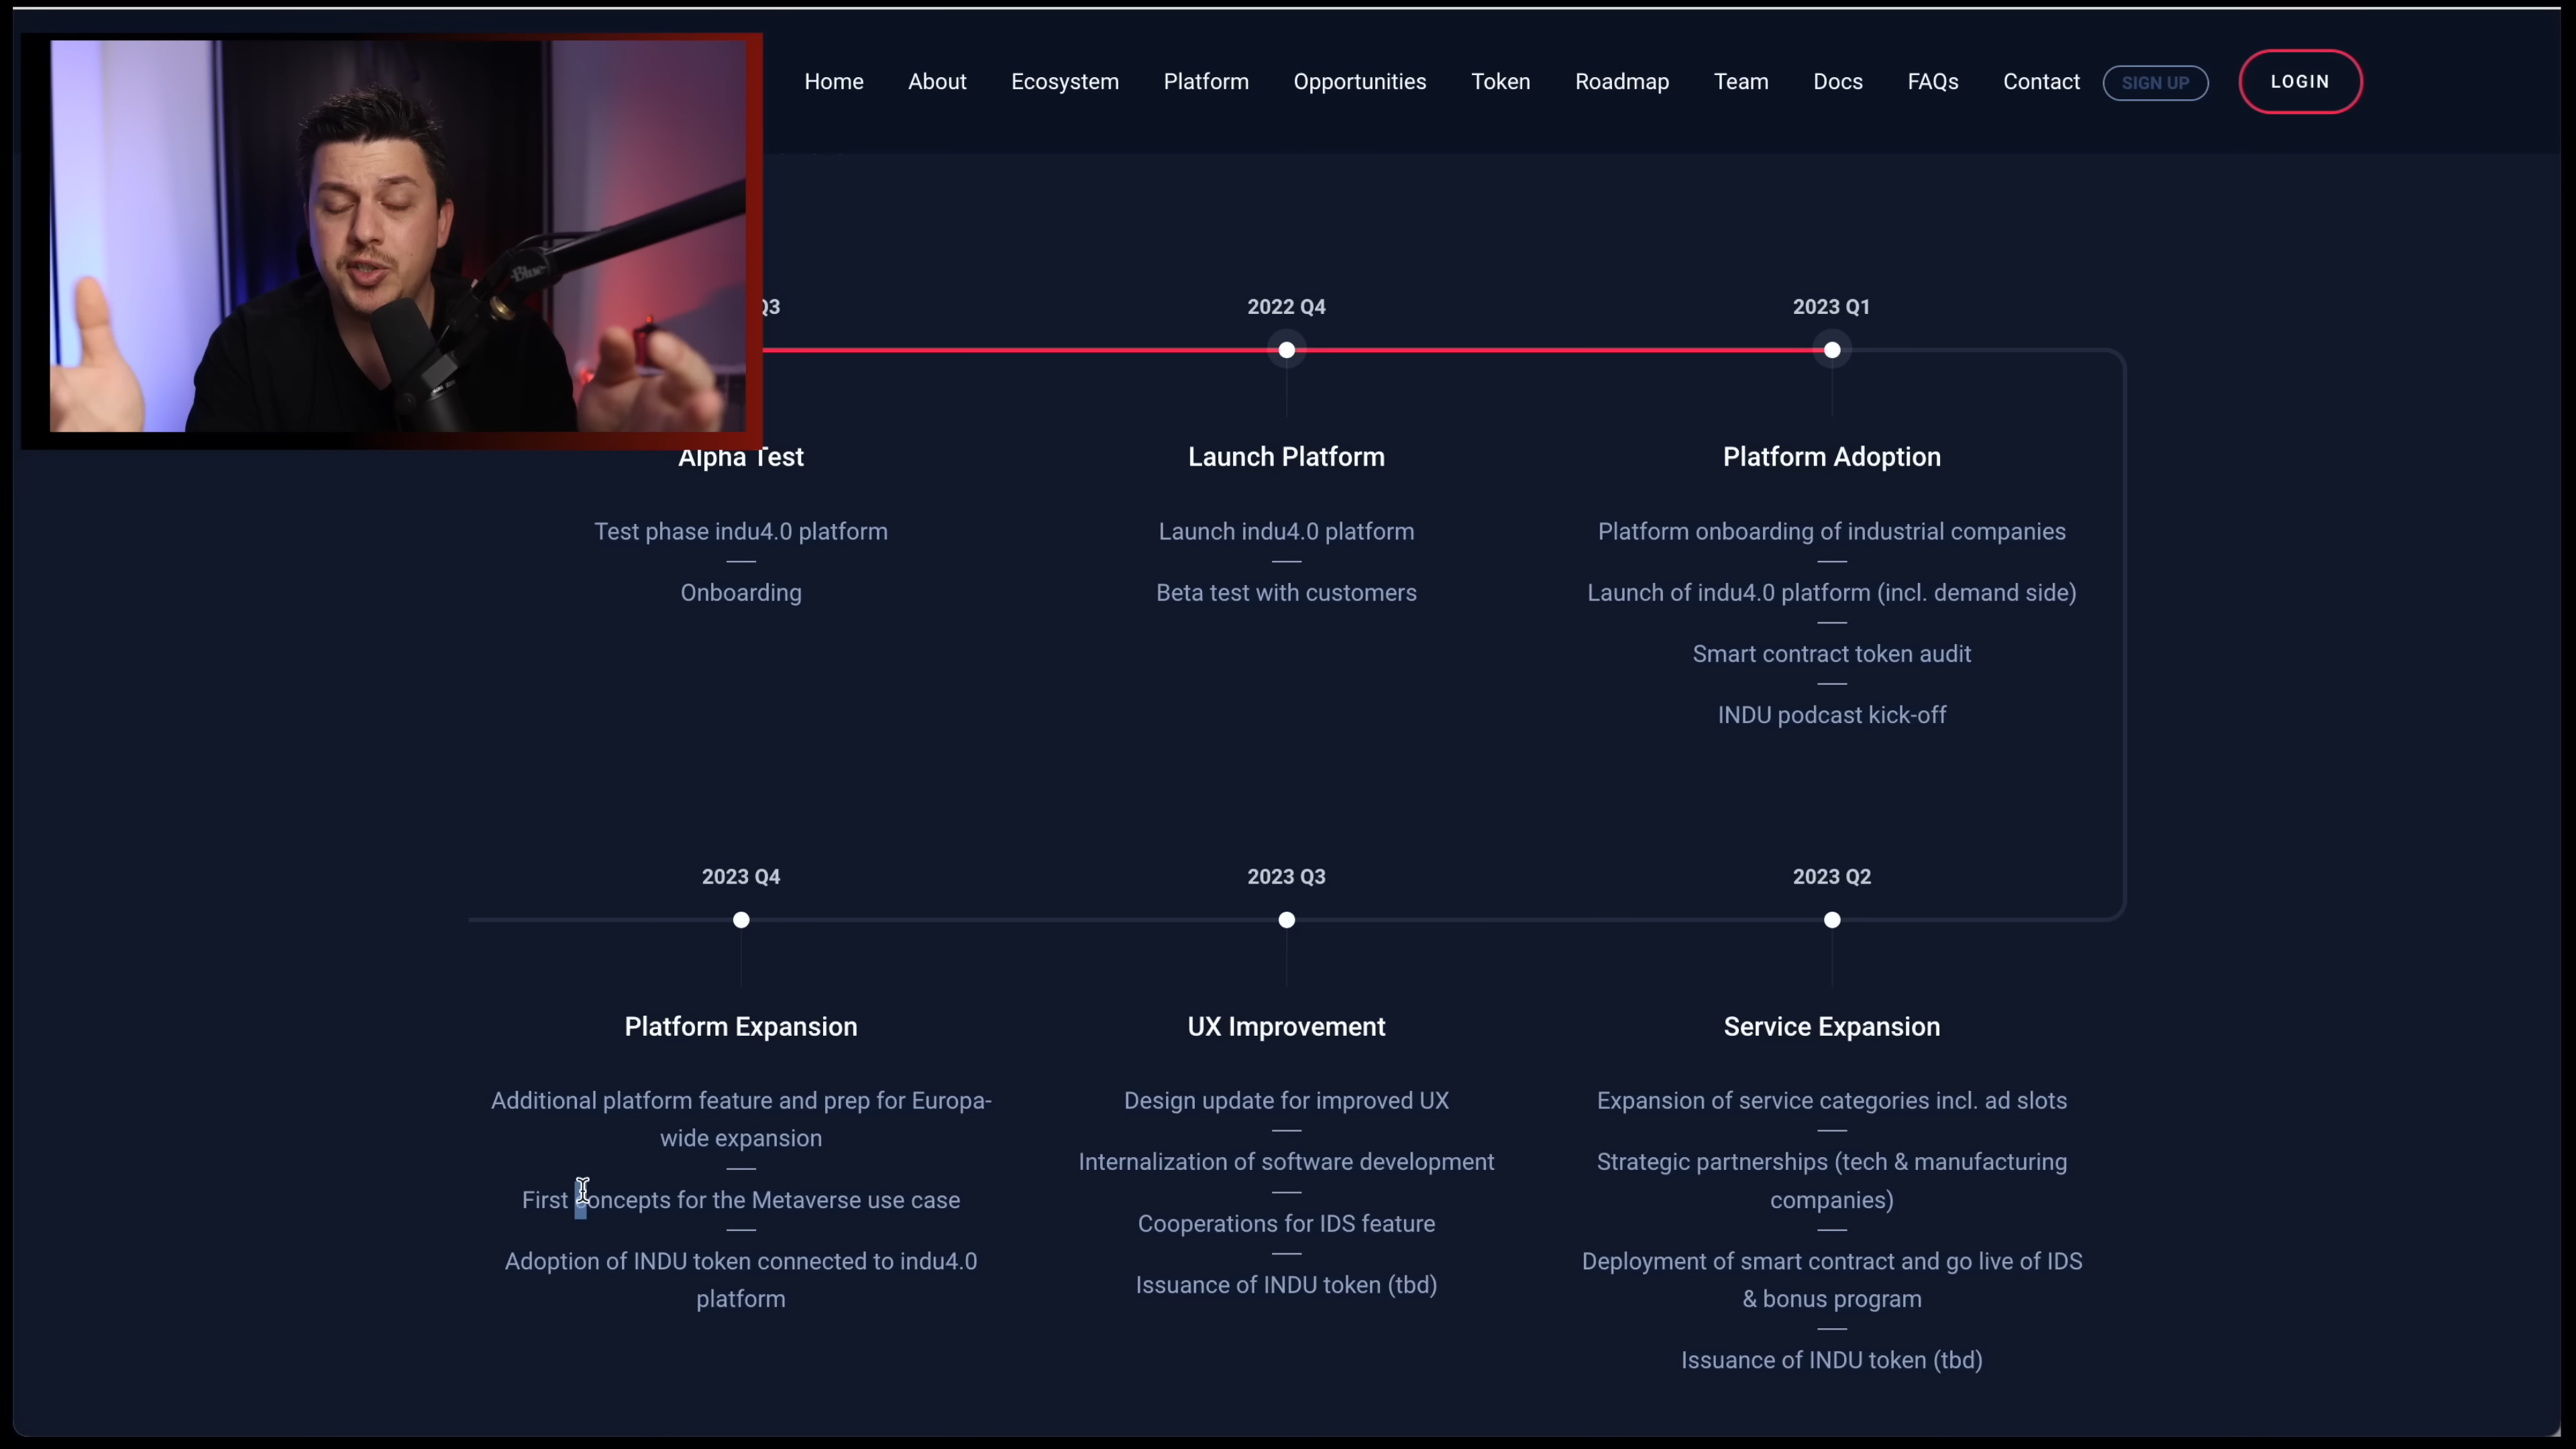 Home About Ecosystem Platform Opportunities Token Roadmap Team Docs FAQs Contact SIGN UP LOGIN
Blue
Q3
2022 Q4
2023 Q1
Alpha Test
Test phase indu4.0 platform
Onboarding
Launch Platform
Launch indu4.0 platform
Beta test with customers
Platform Adoption
Platform onboarding of industrial companies
Launch of indu4.0 platform (incl. demand side)
Smart contract token audit
INDU podcast kick-off
2023 Q4
2023 Q3
2023 Q2
Platform Expansion
Additional platform feature and prep for Europa-
wide expansion
First concepts for the Metaverse use case
Adoption of INDU token connected to indu4.0
platform
UX Improvement
Design update for improved UX
Internalization of software development
Cooperations for IDS feature
Issuance of INDU token (tbd)
Service Expansion
Expansion of service categories incl. ad slots
Strategic partnerships (tech & manufacturing
companies)
Deployment of smart contract and go live of IDS
& bonus program
Issuance of INDU token (tbd)